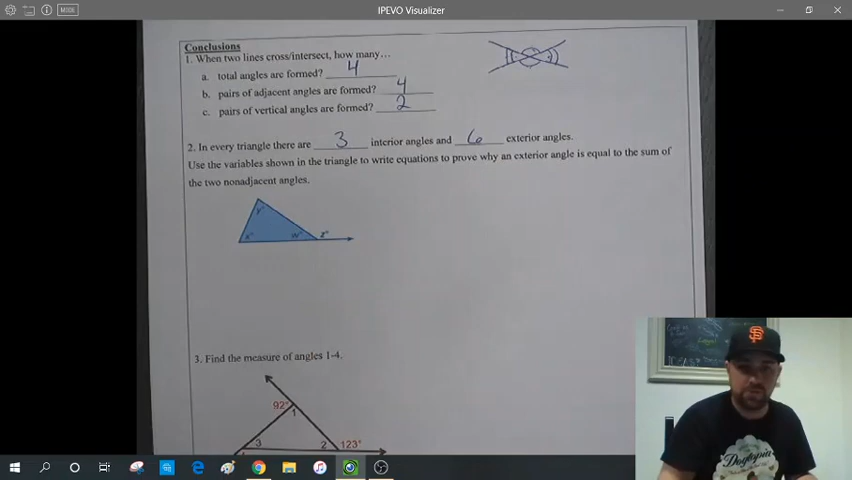 IPEVO Visualizer
MODE
Conclusions
1. When two lines cross/intersect, how many…
a. total angles are formed? 4
b. pairs of adjacent angles are formed? 4
c. pairs of vertical angles are formed? 2
2. In every triangle there are 3 interior angles and 6 exterior angles.
Use the variables shown in the triangle to write equations to prove why an exterior angle is equal to the sum of
the two nonadjacent angles.
y°
x° w° z°
3. Find the measure of angles 1-4.
92°
1
3 2 123°
SF
Dogtopia